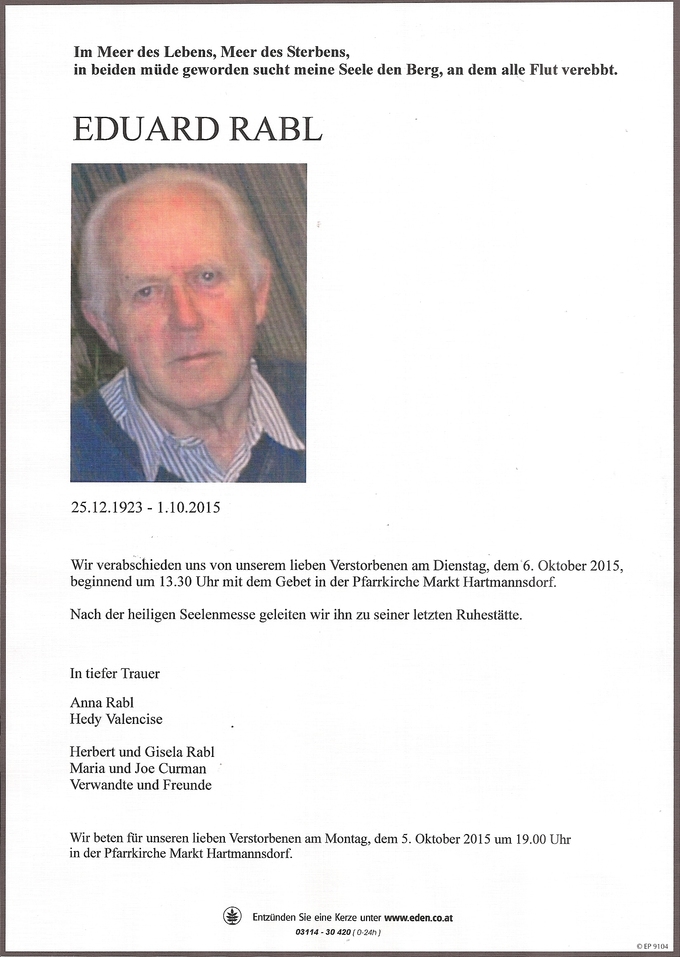 Im Meer des Lebens, Meer des Sterbens,
in beiden müde geworden sucht meine Seele den Berg, an dem alle Flut verebbt.
EDUARD RABL
25.12.1923 - 1.10.2015
Wir verabschieden uns von unserem lieben Verstorbenen am Dienstag, dem 6. Oktober 2015,
beginnend um 13.30 Uhr mit dem Gebet in der Pfarrkirche Markt Hartmannsdorf.
Nach der heiligen Seelenmesse geleiten wir ihn zu seiner letzten Ruhestätte.
In tiefer Trauer
Anna Rabl
Hedy Valencise
Herbert und Gisela Rabl
Maria und Joe Curman
Verwandte und Freunde
Wir beten für unseren lieben Verstorbenen am Montag, dem 5. Oktober 2015 um 19.00 Uhr
in der Pfarrkirche Markt Hartmannsdorf.
Entzünden Sie eine Kerze unter www.eden.co.at
03114 - 30 420 ( 0-24h )
© EP 9104